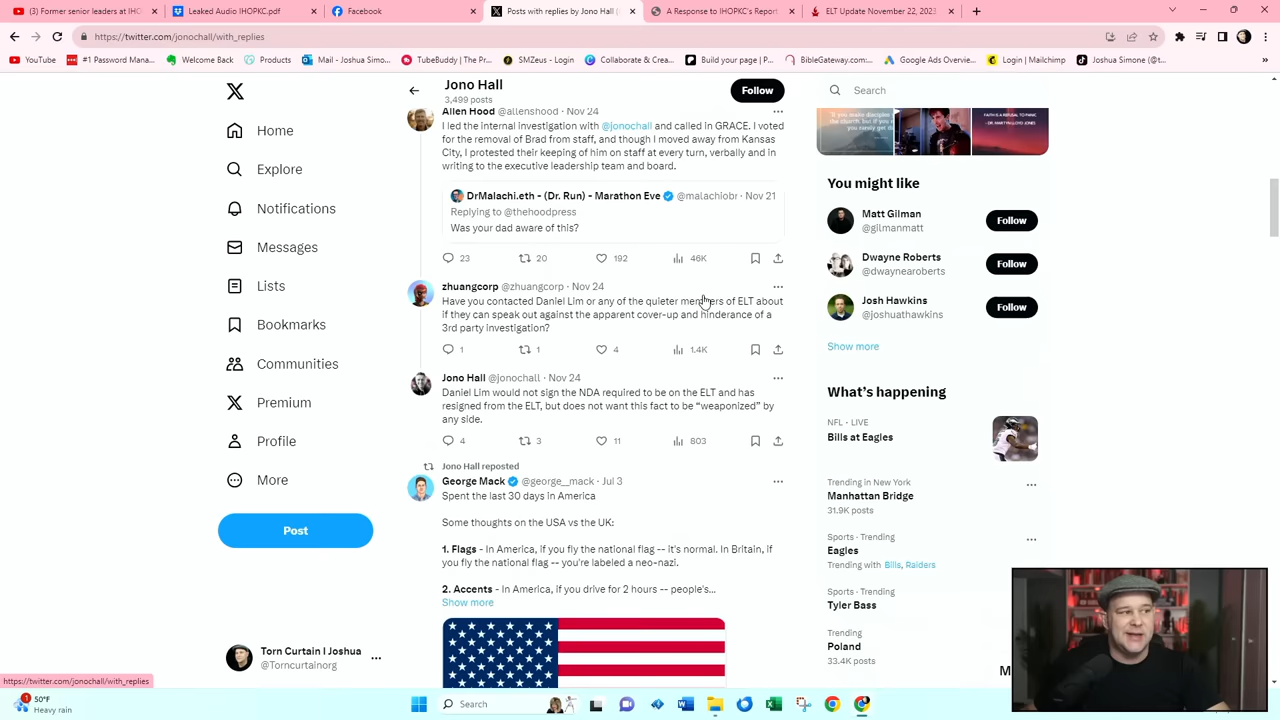 (3) Former senior leaders at IHO
Leaked Audio IHOPKC.pdf
Facebook
Posts with replies by Jono Hall (
A Response to IHOPKC's Report
ELT Update November 22, 2023
https://twitter.com/jonochall/with_replies
YouTube
#1 Password Mana...
Welcome Back
Content
Mail - Joshua Simo...
TubeBuddy | The Pr...
SMZeus - Login
Collaborate & Crea...
Build your page | P...
BibleGateway.com:...
Google Ads Overvie...
Login | Mailchimp
Joshua Simone (@t...
Jono Hall
3,499 posts
Follow
Search
Home
Explore
Notifications
Messages
Lists
Bookmarks
Communities
Premium
Profile
More
Post
Torn Curtain I Joshua
@Torncurtainorg
Allen Hood @allenshood · Nov 24
I led the internal investigation with @jonochall and called in GRACE. I voted
for the removal of Brad from staff, and though I moved away from Kansas
City, I protested their keeping of him on staff at every turn, verbally and in
writing to the executive leadership team and board.
DrMalachi.eth - (Dr. Run) - Marathon Eve @malachiobr · Nov 21
Replying to @thehoodpress
Was your dad aware of this?
23 20 192 46K
zhuangcorp @zhuangcorp · Nov 24
Have you contacted Daniel Lim or any of the quieter members of ELT about
if they can speak out against the apparent cover-up and hinderance of a
3rd party investigation?
1 1 4 1.4K
Jono Hall @jonochall · Nov 24
Daniel Lim would not sign the NDA required to be on the ELT and has
resigned from the ELT, but does not want this fact to be “weaponized” by
any side.
4 3 11 803
Jono Hall reposted
George Mack @george__mack · Jul 3
Spent the last 30 days in America
Some thoughts on the USA vs the UK:
1. Flags - In America, if you fly the national flag -- it's normal. In Britain, if
you fly the national flag -- you're labeled a neo-nazi.
2. Accents - In America, if you drive for 2 hours -- people's...
Show more
FAITH IS A REFUSAL TO PANIC
- DR. MARTYN LLOYD JONES
You might like
Matt Gilman
@gilmanmatt
Follow
Dwayne Roberts
@dwaynearoberts
Follow
Josh Hawkins
@joshuathawkins
Follow
Show more
What’s happening
NFL · LIVE
Bills at Eagles
Trending in New York
Manhattan Bridge
31.9K posts
Sports · Trending
Eagles
Trending with Bills, Raiders
Sports · Trending
Tyler Bass
Trending
Poland
33.4K posts
M
https://twitter.com/jonochall/with_replies
1
50°F
Heavy rain
Search